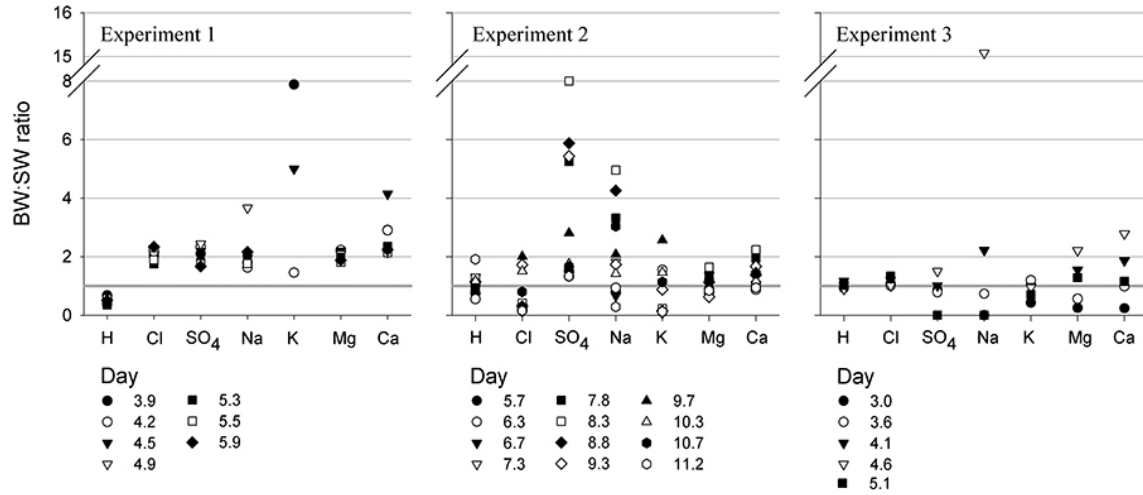 16
15
8
6
4
2
0
BW:SW ratio
Experiment 1
H Cl SO4 Na K Mg Ca
Day
3.9 5.3
4.2 5.5
4.5 5.9
4.9
Experiment 2
H Cl SO4 Na K Mg Ca
Day
5.7 7.8 9.7
6.3 8.3 10.3
6.7 8.8 10.7
7.3 9.3 11.2
Experiment 3
H Cl SO4 Na K Mg Ca
Day
3.0
3.6
4.1
4.6
5.1